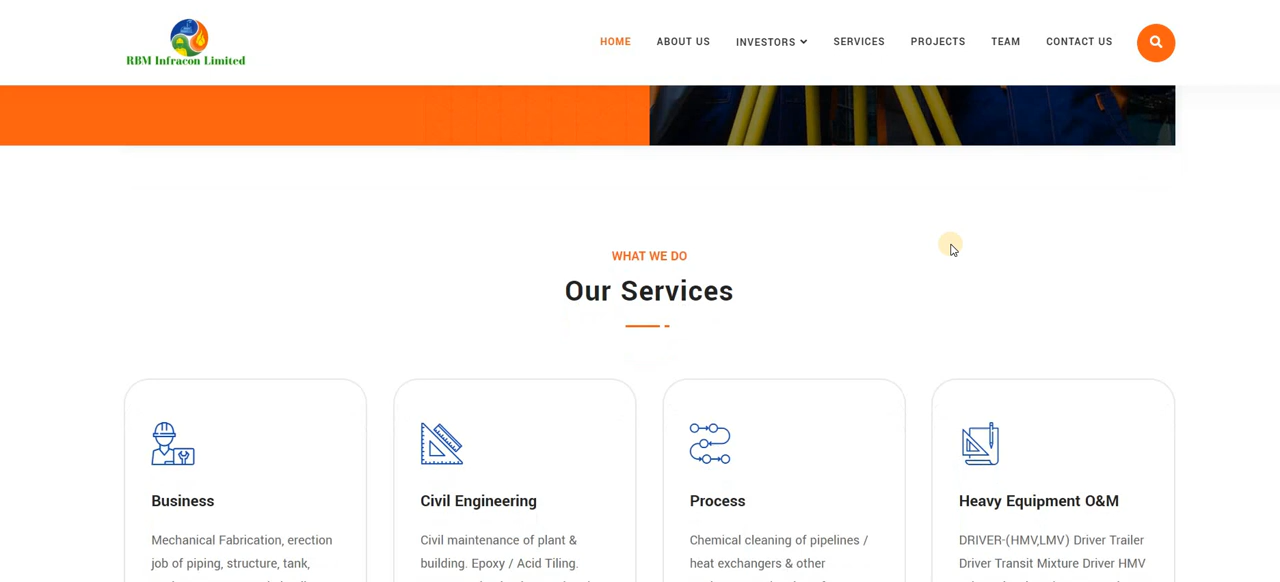 RBM Infracon Limited
HOME ABOUT US INVESTORS SERVICES PROJECTS TEAM CONTACT US
WHAT WE DO
Our Services
Business
Mechanical Fabrication, erection
job of piping, structure, tank,
Civil Engineering
Civil maintenance of plant &
building. Epoxy / Acid Tiling.
Process
Chemical cleaning of pipelines /
heat exchangers & other
Heavy Equipment O&M
DRIVER-(HMV,LMV) Driver Trailer
Driver Transit Mixture Driver HMV